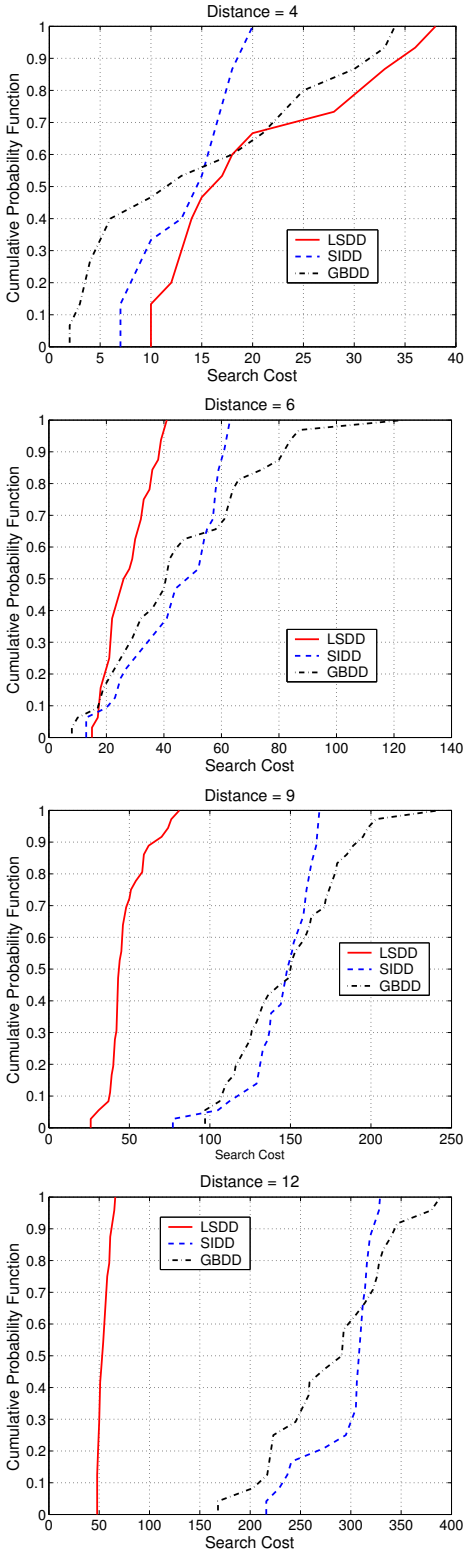 Distance = 4
Cumulative Probability Function
1
0.9
0.8
0.7
0.6
0.5
0.4
0.3
0.2
0.1
0
LSDD
SIDD
GBDD
0 5 10 15 20 25 30 35 40
Search Cost
Distance = 6
Cumulative Probability Function
1
0.9
0.8
0.7
0.6
0.5
0.4
0.3
0.2
0.1
0
LSDD
SIDD
GBDD
0 20 40 60 80 100 120 140
Search Cost
Distance = 9
Cumulative Probability Function
1
0.9
0.8
0.7
0.6
0.5
0.4
0.3
0.2
0.1
0
LSDD
SIDD
GBDD
0 50 100 150 200 250
Search Cost
Distance = 12
Cumulative Probability Function
1
0.9
0.8
0.7
0.6
0.5
0.4
0.3
0.2
0.1
0
LSDD
SIDD
GBDD
0 50 100 150 200 250 300 350 400
Search Cost